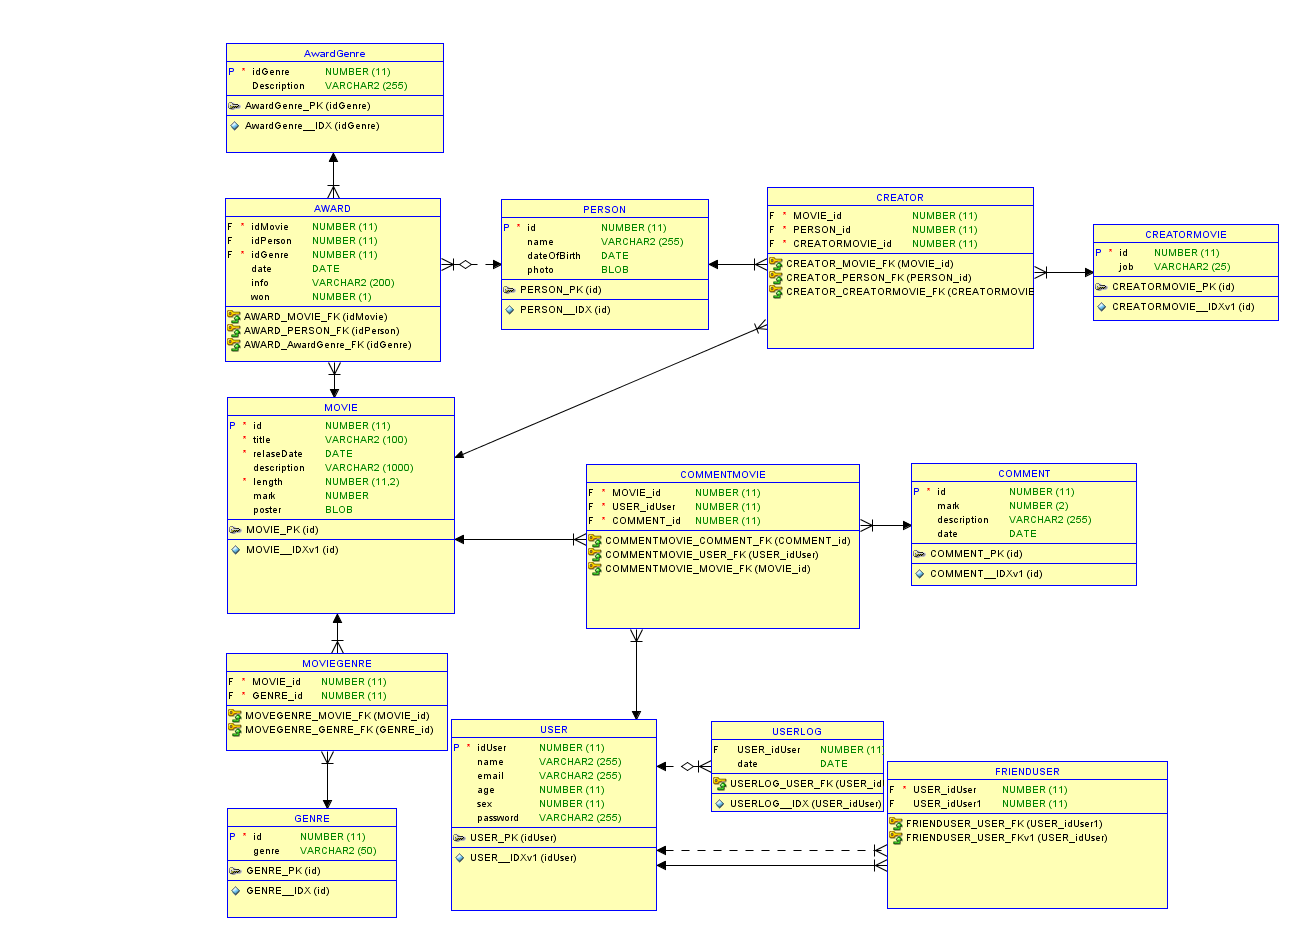 AwardGenre
P * idGenre NUMBER (11)
Description VARCHAR2 (255)
AwardGenre_PK (idGenre)
AwardGenre__IDX (idGenre)
AWARD
F * idMovie NUMBER (11)
F idPerson NUMBER (11)
F * idGenre NUMBER (11)
date DATE
info VARCHAR2 (200)
won NUMBER (1)
AWARD_MOVIE_FK (idMovie)
AWARD_PERSON_FK (idPerson)
AWARD_AwardGenre_FK (idGenre)
PERSON
P * id NUMBER (11)
name VARCHAR2 (255)
dateOfBirth DATE
photo BLOB
PERSON_PK (id)
PERSON__IDX (id)
CREATOR
F * MOVIE_id NUMBER (11)
F * PERSON_id NUMBER (11)
F * CREATORMOVIE_id NUMBER (11)
CREATOR_MOVIE_FK (MOVIE_id)
CREATOR_PERSON_FK (PERSON_id)
CREATOR_CREATORMOVIE_FK (CREATORMOVIE
CREATORMOVIE
P * id NUMBER (11)
job VARCHAR2 (25)
CREATORMOVIE_PK (id)
CREATORMOVIE__IDXv1 (id)
MOVIE
P * id NUMBER (11)
* title VARCHAR2 (100)
* relaseDate DATE
description VARCHAR2 (1000)
* length NUMBER (11,2)
mark NUMBER
poster BLOB
MOVIE_PK (id)
MOVIE__IDXv1 (id)
COMMENTMOVIE
F * MOVIE_id NUMBER (11)
F * USER_idUser NUMBER (11)
F * COMMENT_id NUMBER (11)
COMMENTMOVIE_COMMENT_FK (COMMENT_id)
COMMENTMOVIE_USER_FK (USER_idUser)
COMMENTMOVIE_MOVIE_FK (MOVIE_id)
COMMENT
P * id NUMBER (11)
mark NUMBER (2)
description VARCHAR2 (255)
date DATE
COMMENT_PK (id)
COMMENT__IDXv1 (id)
MOVIEGENRE
F * MOVIE_id NUMBER (11)
F * GENRE_id NUMBER (11)
MOVEGENRE_MOVIE_FK (MOVIE_id)
MOVEGENRE_GENRE_FK (GENRE_id)
GENRE
P * id NUMBER (11)
genre VARCHAR2 (50)
GENRE_PK (id)
GENRE__IDX (id)
USER
P * idUser NUMBER (11)
name VARCHAR2 (255)
email VARCHAR2 (255)
age NUMBER (11)
sex NUMBER (11)
password VARCHAR2 (255)
USER_PK (idUser)
USER__IDXv1 (idUser)
USERLOG
F USER_idUser NUMBER (11
date DATE
USERLOG_USER_FK (USER_id
USERLOG__IDX (USER_idUser)
FRIENDUSER
F * USER_idUser NUMBER (11)
F USER_idUser1 NUMBER (11)
FRIENDUSER_USER_FK (USER_idUser1)
FRIENDUSER_USER_FKv1 (USER_idUser)